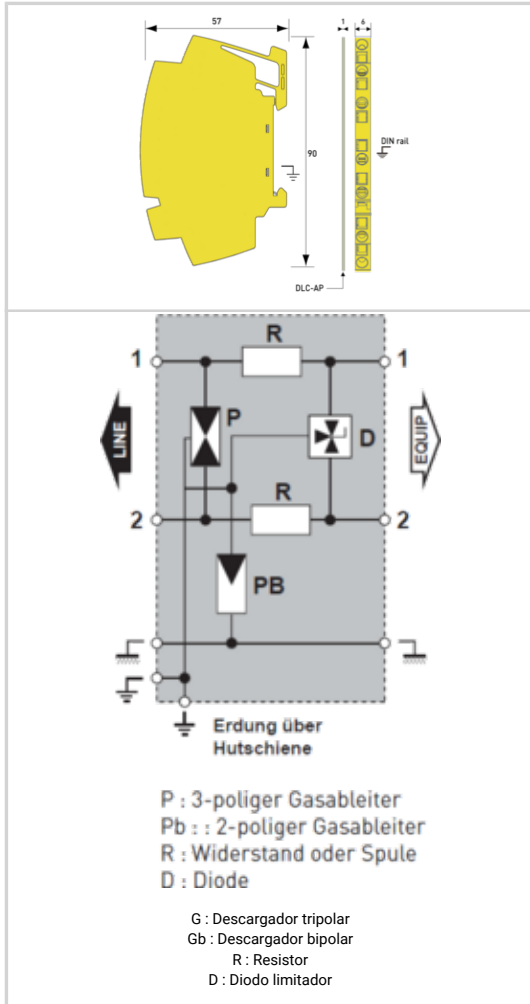 57
1
6
90
DIN rail
DLC-AP
R
1
1
P
LINE
D
EQUIP
R
2
2
PB
Erdung über
Hutschiene
P : 3-poliger Gasableiter
Pb : : 2-poliger Gasableiter
R : Widerstand oder Spule
D : Diode
G : Descargador tripolar
Gb : Descargador bipolar
R : Resistor
D : Diodo limitador